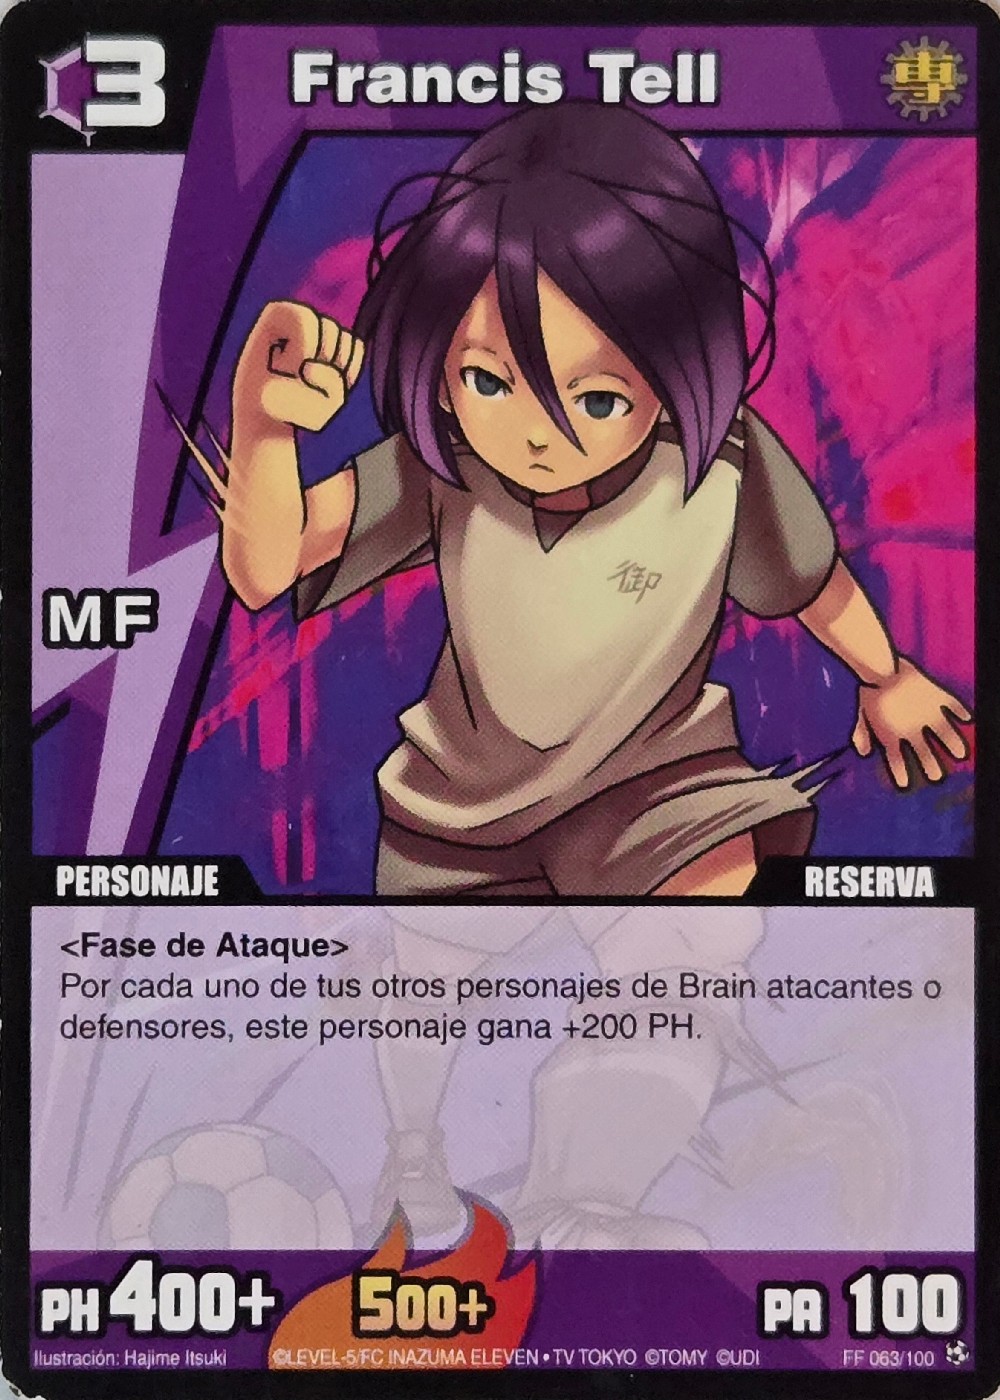 3
Francis Tell
専
御
MF
PERSONAJE
RESERVA
<Fase de Ataque>
Por cada uno de tus otros personajes de Brain atacantes o
defensores, este personaje gana +200 PH.
PH 400+
500+
PA 100
Ilustración: Hajime Itsuki
©LEVEL-5/FC INAZUMA ELEVEN • TV TOKYO ©TOMY ©UDI
FF 063/100